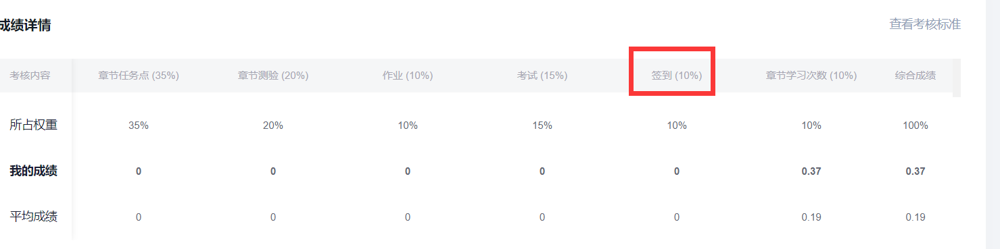 成绩详情
查看考核标准
考核内容 章节任务点 (35%) 章节测验 (20%) 作业 (10%) 考试 (15%) 签到 (10%) 章节学习次数 (10%) 综合成绩
所占权重 35% 20% 10% 15% 10% 10% 100%
我的成绩 0 0 0 0 0 0.37 0.37
平均成绩 0 0 0 0 0 0.19 0.19